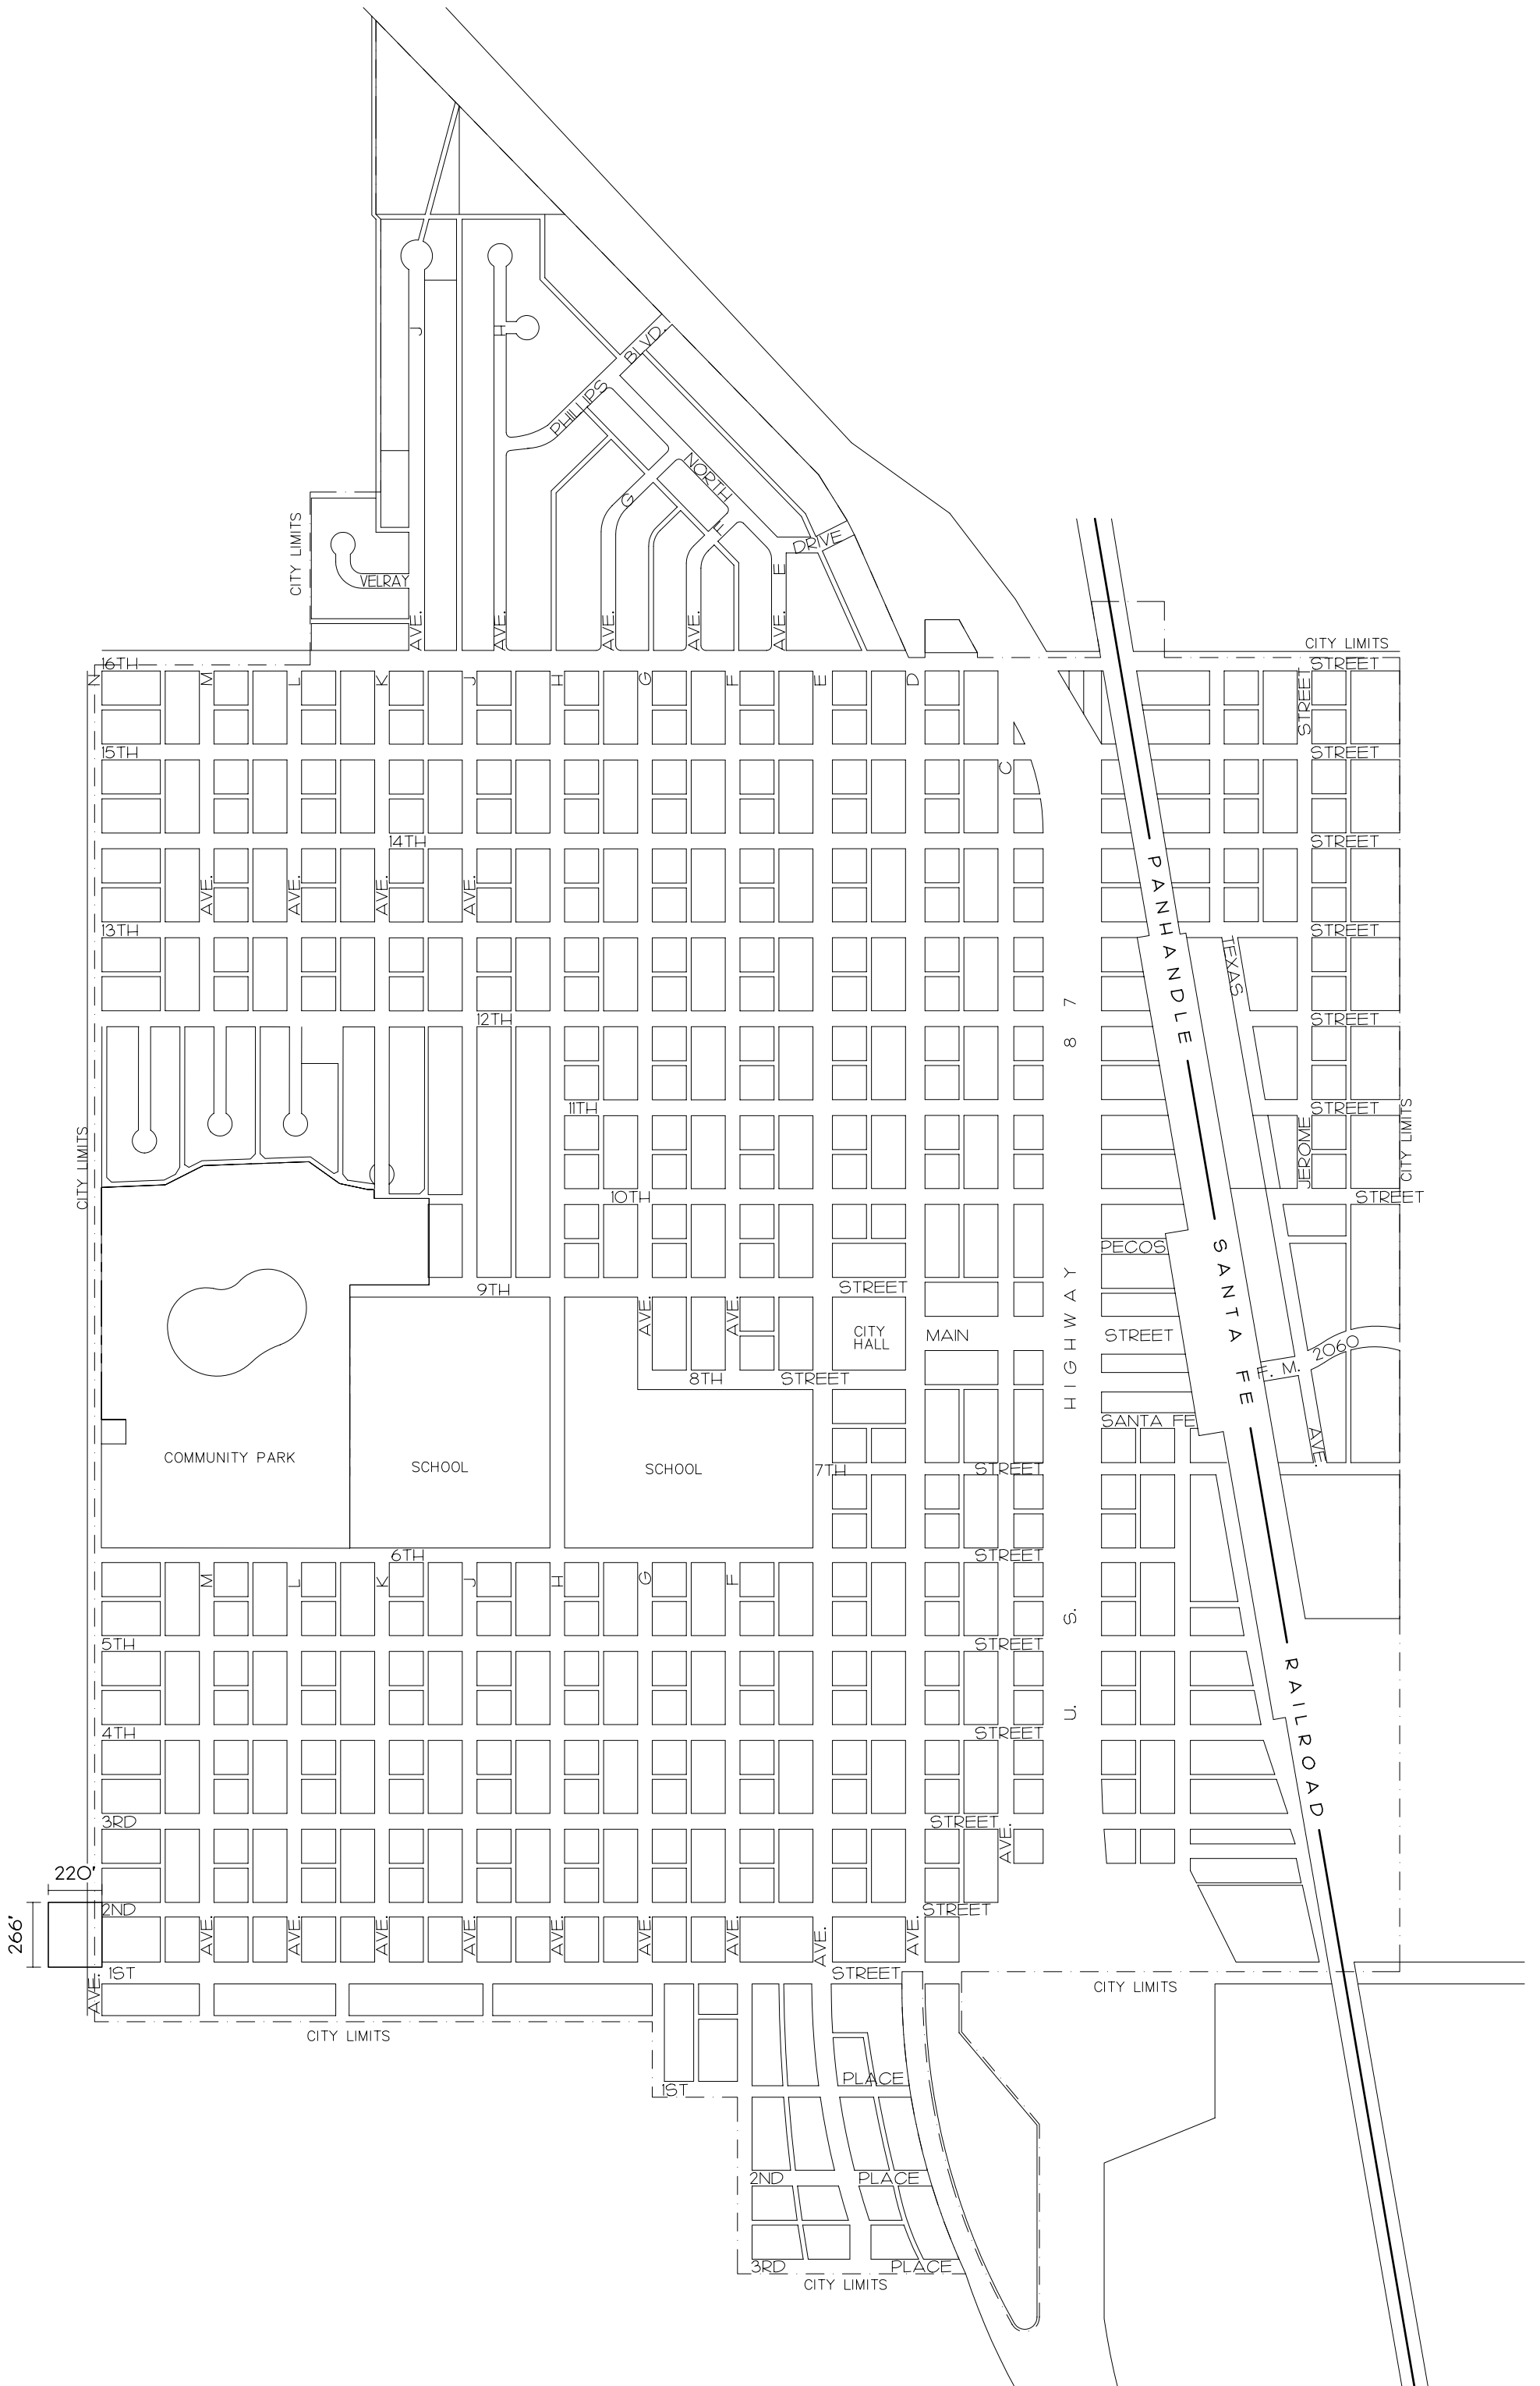 J
H
PHILLIPS BLVD.
NORTH
G
F
DRIVE
E
CITY LIMITS
VELRAY
AVE.
AVE.
AVE.
AVE.
AVE.
CITY LIMITS
16TH
STREET
N
M
L
K
J
H
G
F
E
D
STREET
15TH
STREET
C
14TH
STREET
AVE.
AVE.
AVE.
AVE.
PANHANDLE
13TH
STREET
TEXAS
87
12TH
STREET
11TH
STREET
CITY LIMITS
JEROME
CITY LIMITS
10TH
STREET
PECOS
SANTA FE
9TH
STREET
HIGHWAY
AVE.
AVE.
CITY
HALL
MAIN
STREET
F. M. 2060
8TH
STREET
SANTA FE
AVE.
COMMUNITY PARK
SCHOOL
SCHOOL
7TH
STREET
6TH
STREET
M
L
K
J
H
G
F
U. S.
5TH
STREET
RAILROAD
4TH
STREET
3RD
STREET
AVE.
220'
266'
2ND
STREET
AVE.
AVE.
AVE.
AVE.
AVE.
AVE.
AVE.
AVE.
AVE.
1ST
STREET
AVE.
CITY LIMITS
CITY LIMITS
PLACE
1ST
2ND
PLACE
3RD
PLACE
CITY LIMITS